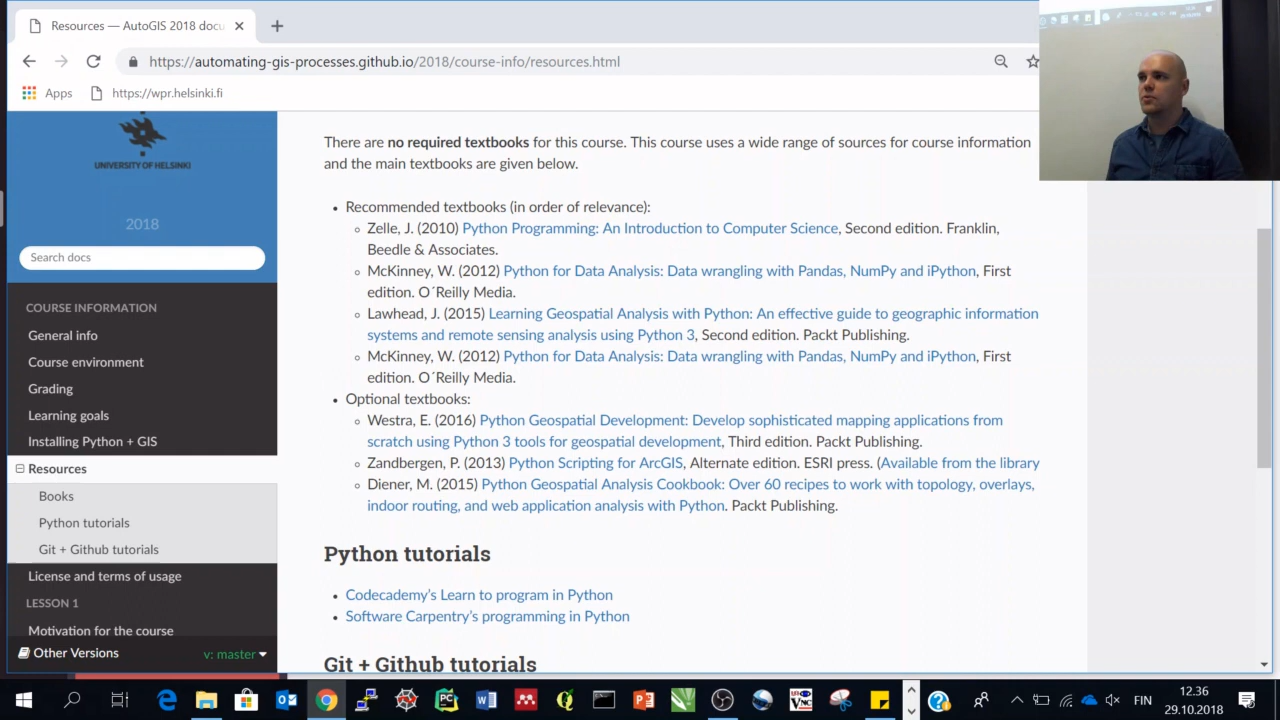 Resources — AutoGIS 2018 docu
https://automating-gis-processes.github.io/2018/course-info/resources.html
Apps
https://wpr.helsinki.fi
UNIVERSITY OF HELSINKI
2018
Search docs
COURSE INFORMATION
General info
Course environment
Grading
Learning goals
Installing Python + GIS
Resources
Books
Python tutorials
Git + Github tutorials
License and terms of usage
LESSON 1
Motivation for the course
Other Versions
v: master
There are no required textbooks for this course. This course uses a wide range of sources for course information
and the main textbooks are given below.
Recommended textbooks (in order of relevance):
Zelle, J. (2010) Python Programming: An Introduction to Computer Science, Second edition. Franklin,
Beedle & Associates.
McKinney, W. (2012) Python for Data Analysis: Data wrangling with Pandas, NumPy and iPython, First
edition. O´Reilly Media.
Lawhead, J. (2015) Learning Geospatial Analysis with Python: An effective guide to geographic information
systems and remote sensing analysis using Python 3, Second edition. Packt Publishing.
McKinney, W. (2012) Python for Data Analysis: Data wrangling with Pandas, NumPy and iPython, First
edition. O´Reilly Media.
Optional textbooks:
Westra, E. (2016) Python Geospatial Development: Develop sophisticated mapping applications from
scratch using Python 3 tools for geospatial development, Third edition. Packt Publishing.
Zandbergen, P. (2013) Python Scripting for ArcGIS, Alternate edition. ESRI press. (Available from the library
Diener, M. (2015) Python Geospatial Analysis Cookbook: Over 60 recipes to work with topology, overlays,
indoor routing, and web application analysis with Python. Packt Publishing.
Python tutorials
Codecademy's Learn to program in Python
Software Carpentry's programming in Python
Git + Github tutorials
FIN
12.36
29.10.2018